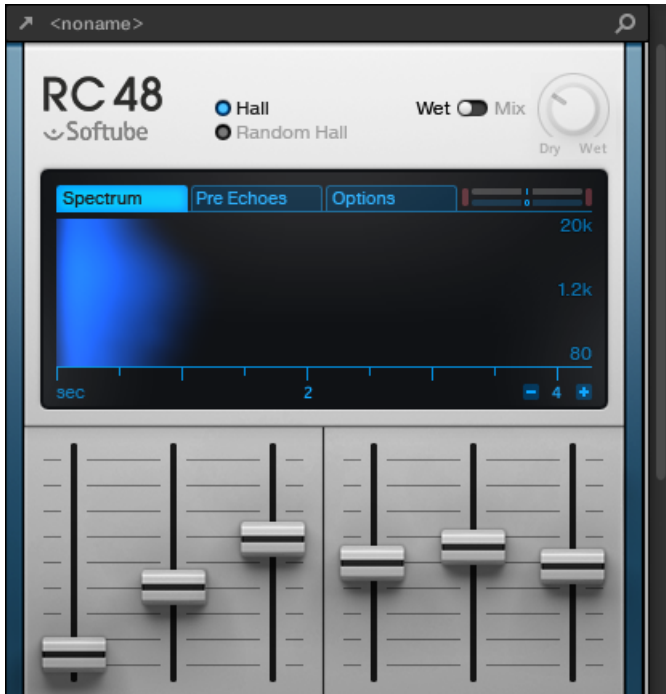 <noname>
RC 48
Softube
Hall
Random Hall
Wet Mix
Dry Wet
Spectrum Pre Echoes Options
0
20k
1.2k
80
sec 2 - 4 +